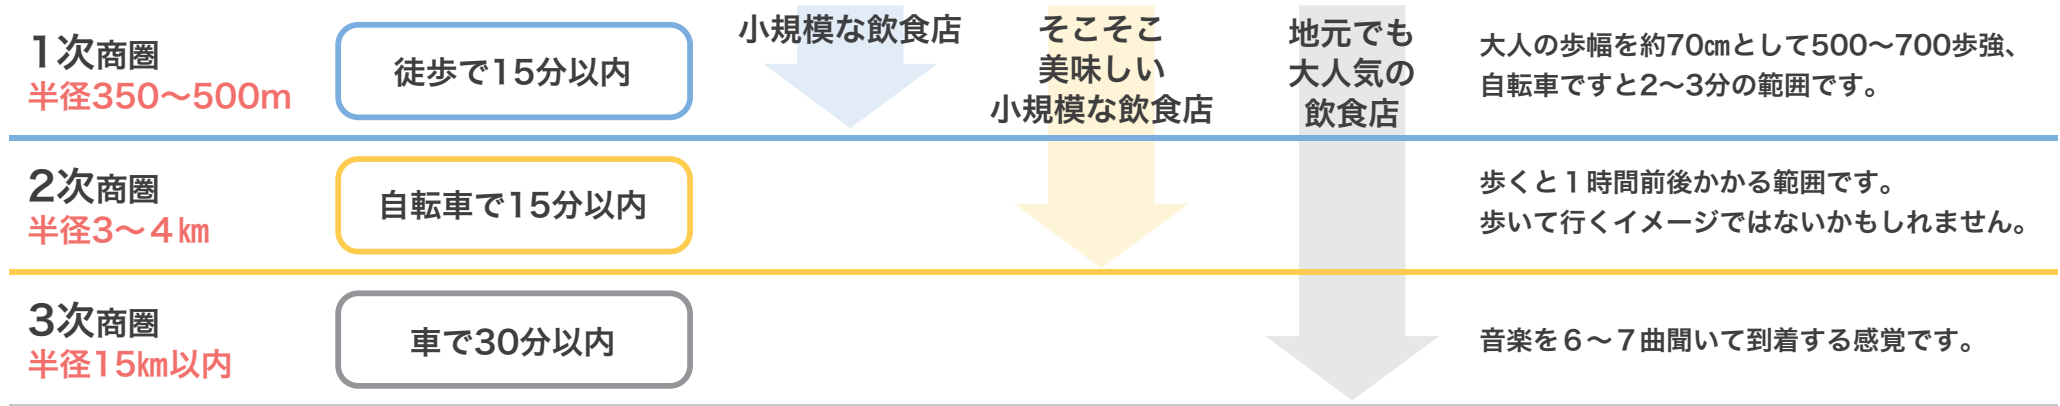 1次商圏
半径350〜500m
徒歩で15分以内
小規模な飲食店
そこそこ
美味しい
小規模な飲食店
地元でも
大人気の
飲食店
大人の歩幅を約70㎝として500〜700歩強、
自転車ですと2〜3分の範囲です。
2次商圏
半径3〜４㎞
自転車で15分以内
歩くと１時間前後かかる範囲です。
歩いて行くイメージではないかもしれません。
3次商圏
半径15㎞以内
車で30分以内
音楽を６〜７曲聞いて到着する感覚です。